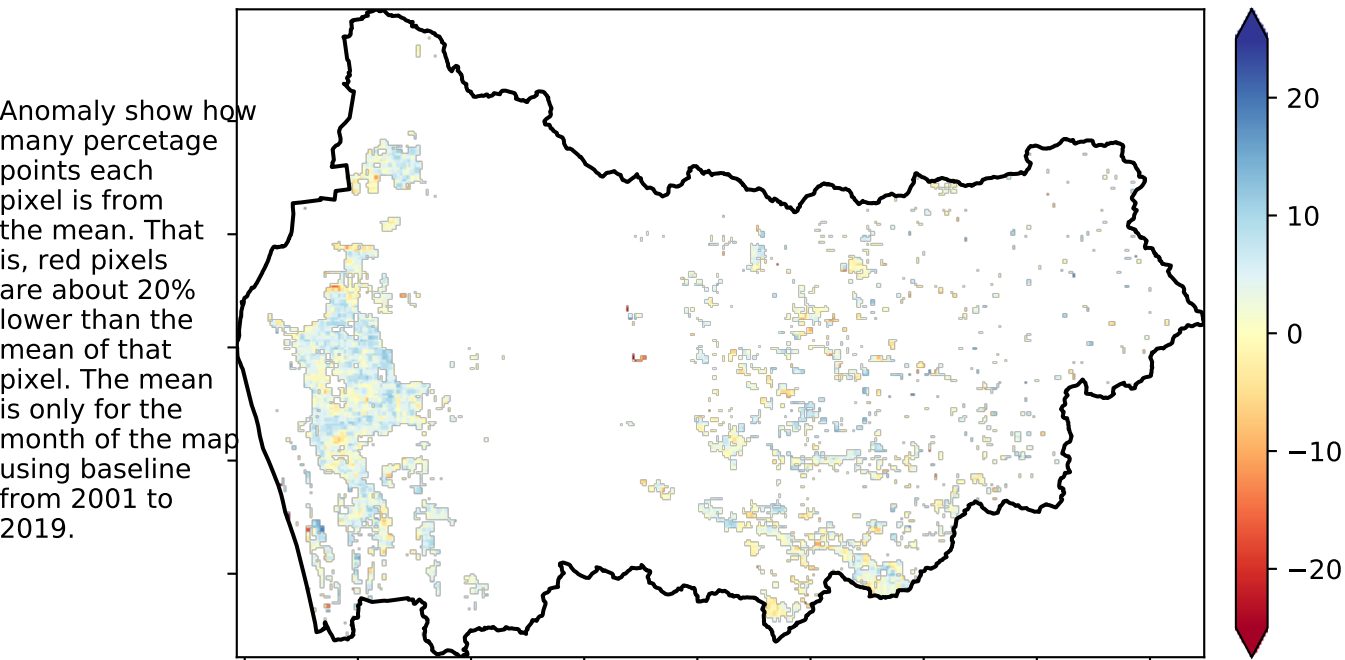 Anomaly show how
many percetage
points each
pixel is from
the mean. That
is, red pixels
are about 20%
lower than the
mean of that
pixel. The mean
is only for the
month of the map
using baseline
from 2001 to
2019.
20
10
0
−10
−20